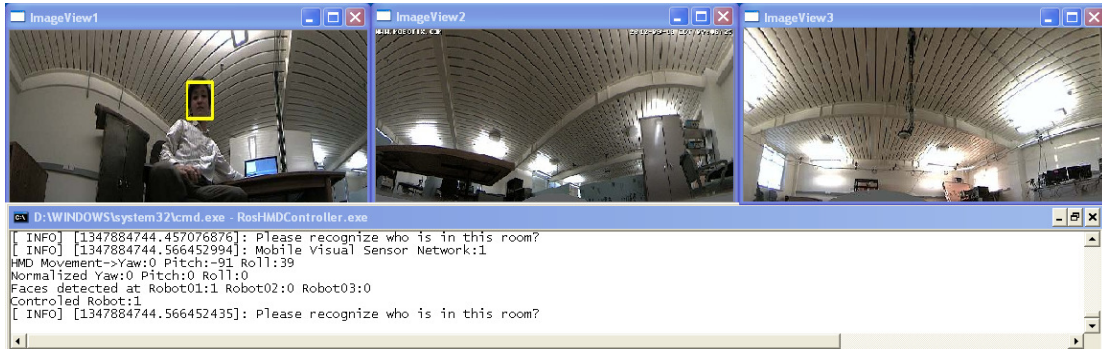 ImageView1
ImageView2
ImageView3
D:\WINDOWS\system32\cmd.exe - RosHMDController.exe
[ INFO] [1347884744.457076876]: Please recognize who is in this room?
[ INFO] [1347884744.566452994]: Mobile Visual Sensor Network:1
HMD Movement->Yaw:0 Pitch:-91 Roll:39
Normalized Yaw:0 Pitch:0 Roll:0
Faces detected at Robot01:1 Robot02:0 Robot03:0
Controled Robot:1
[ INFO] [1347884744.566452435]: Please recognize who is in this room?